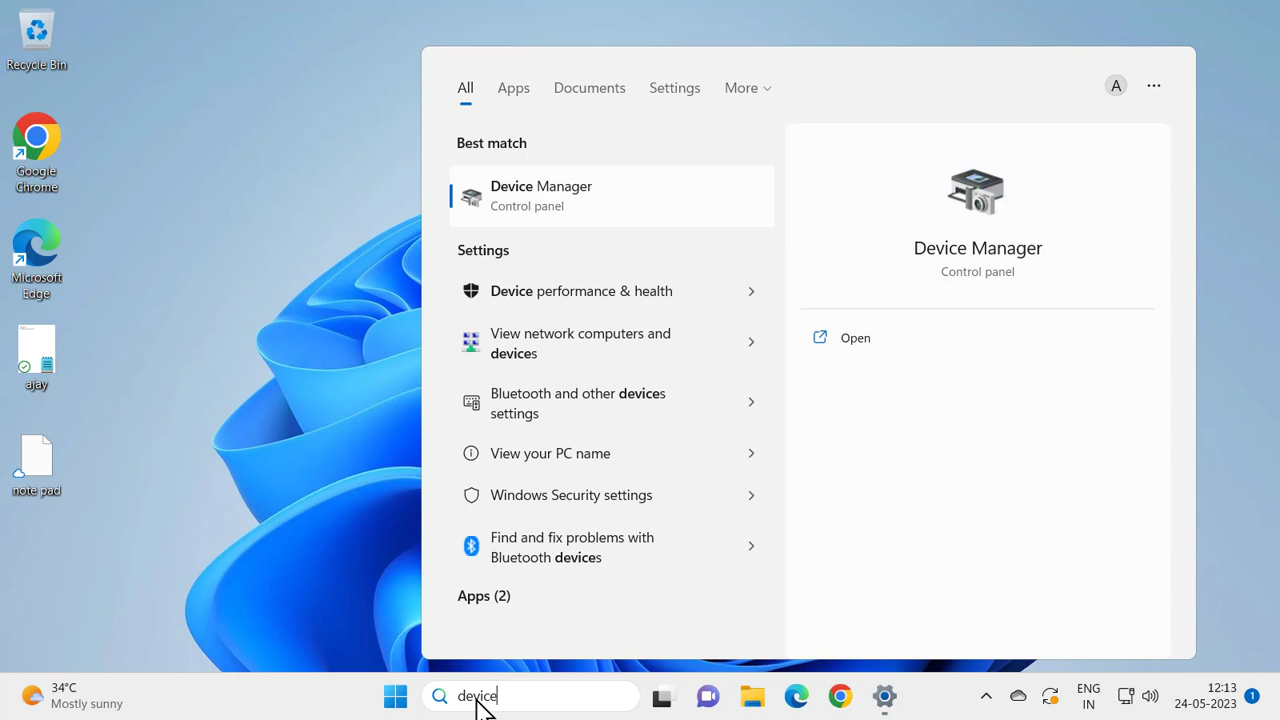 Recycle Bin
Google
Chrome
Microsoft
Edge
ajay
note pad
All
Apps
Documents
Settings
More
A
Best match
Device Manager
Control panel
Settings
Device performance & health
View network computers and
devices
Bluetooth and other devices
settings
View your PC name
Windows Security settings
Find and fix problems with
Bluetooth devices
Apps (2)
Device Manager
Control panel
Open
34°C
Mostly sunny
device
ENG
IN
12:13
24-05-2023
1